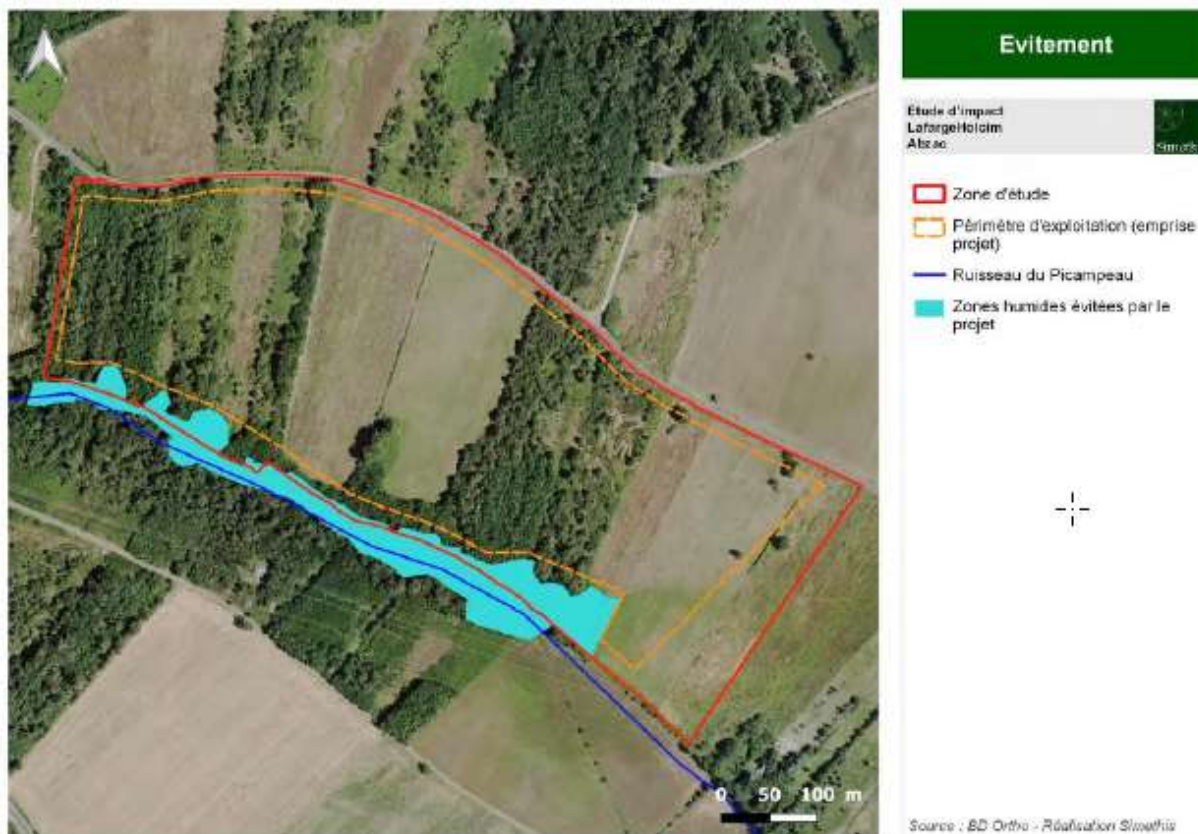 Evitement
Etude d'impact
LafargeHolcim
Abzac
Simethis
Zone d'étude
Périmètre d'exploitation (emprise
projet)
Ruisseau du Picampeau
Zones humides évitées par le
projet
0 50 100 m
Source : BD Ortho - Réalisation Simethis